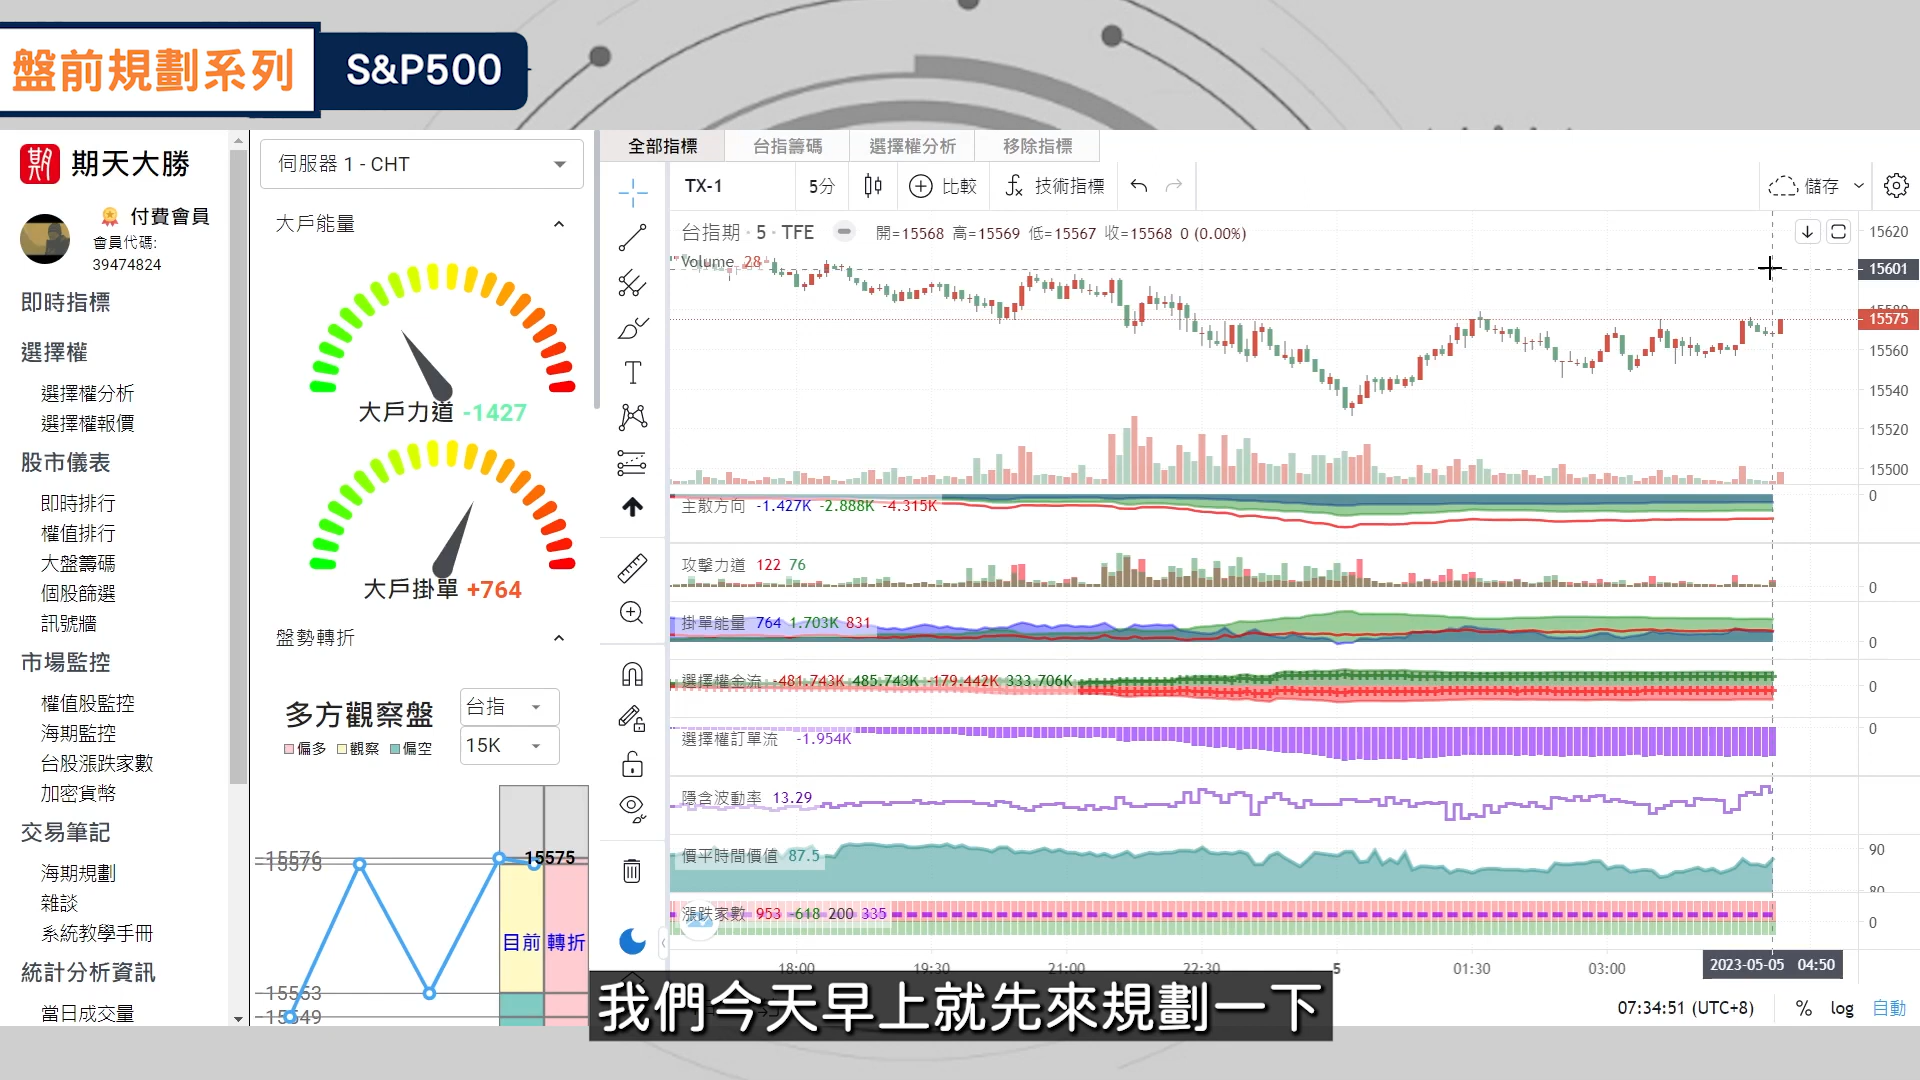 盤前規劃系列
S&P500
期天大勝
付費會員
會員代碼:
39474824
即時指標
選擇權
選擇權分析
選擇權報價
股市儀表
即時排行
權值排行
大盤籌碼
個股篩選
訊號牆
市場監控
權值股監控
海期監控
台股漲跌家數
加密貨幣
交易筆記
海期規劃
雜談
系統教學手冊
統計分析資訊
當日成交量
伺服器 1 - CHT
大戶能量
大戶力道 -1427
大戶掛單 +764
盤勢轉折
多方觀察盤
偏多 觀察 偏空
台指
15K
15576
15575
15575
目前 轉折
15553
15549
全部指標 台指籌碼 選擇權分析 移除指標
TX-1 5分 比較 技術指標 儲存
台指期 · 5 · TFE 開=15568 高=15569 低=15567 收=15568 0 (0.00%)
Volume 28
15620
15601
15580
15575
15560
15540
15520
15500
主散方向 -1.427K -2.888K -4.315K
0
攻擊力道 122 76
0
掛單能量 764 1.703K 831
0
選擇權金流 -481.743K 485.743K -179.442K 333.706K
0
選擇權訂單流 -1.954K
0
隱含波動率 13.29
價平時間價值 87.5
90
80
漲跌家數 953 -618 200 335
0
18:00 19:30 21:00 22:30 5 01:30 03:00 2023-05-05 04:50
07:34:51 (UTC+8) % log 自動
我們今天早上就先來規劃一下